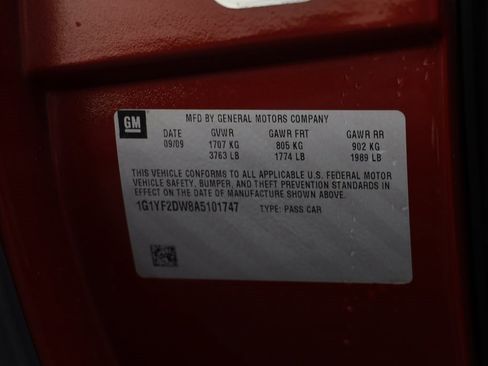 MFD BY GENERAL MOTORS COMPANY
GM
DATE GVWR GAWR FRT GAWR RR
09/09 1707 KG 805 KG 902 KG
3763 LB 1774 LB 1989 LB
THIS VEHICLE CONFORMS TO ALL APPLICABLE U.S. FEDERAL MOTOR
VEHICLE SAFETY, BUMPER, AND THEFT PREVENTION STANDARDS IN
EFFECT ON THE DATE OF MANUFACTURE SHOWN ABOVE.
1G1YF2DW8A5101747 TYPE: PASS CAR